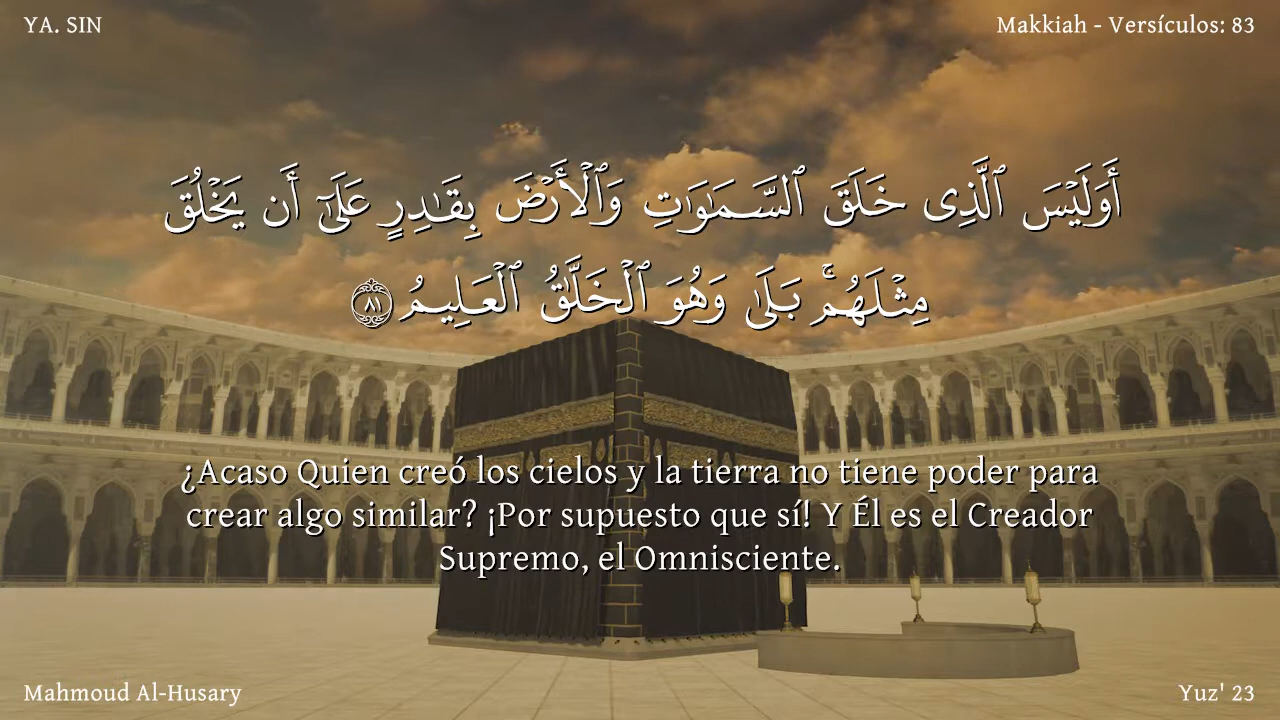 YA. SIN
Makkiah - Versículos: 83
أَوَلَيْسَ ٱلَّذِى خَلَقَ ٱلسَّمَـٰوَٰتِ وَٱلْأَرْضَ بِقَـٰدِرٍ عَلَىٰٓ أَن يَخْلُقَ
مِثْلَهُم ۚ بَلَىٰ وَهُوَ ٱلْخَلَّـٰقُ ٱلْعَلِيمُ ٨١
¿Acaso Quien creó los cielos y la tierra no tiene poder para
crear algo similar? ¡Por supuesto que sí! Y Él es el Creador
Supremo, el Omnisciente.
Mahmoud Al-Husary
Yuz' 23